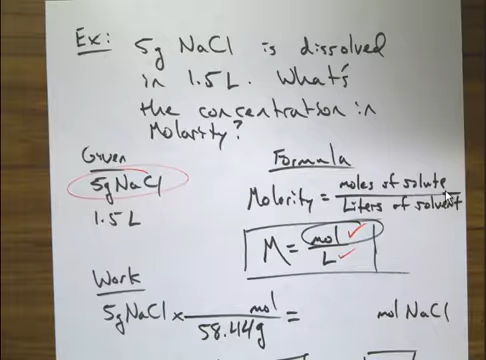 Ex: 5g NaCl is dissolved
in 1.5 L. What's
the concentration in
Molarity?
Given
5g NaCl
1.5 L
Formula
Molarity = moles of solute / Liters of solvent
M = mol / L
Work
5g NaCl × mol / 58.44g = mol NaCl